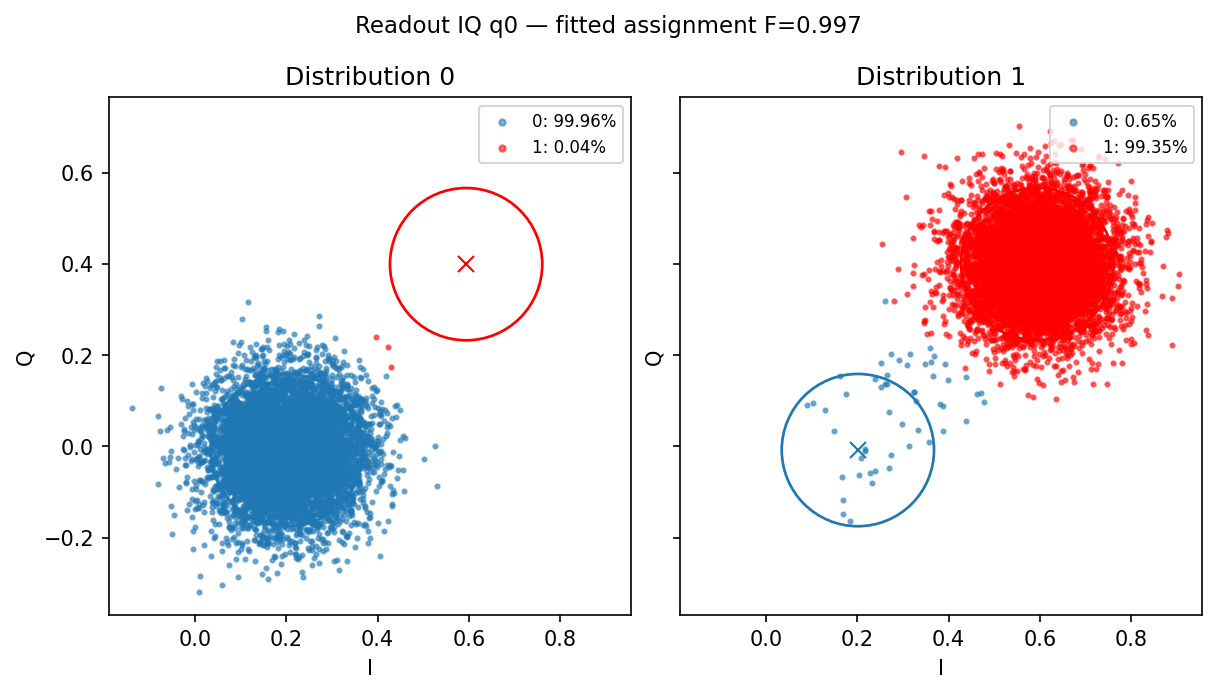 Readout IQ q0 — fitted assignment F=0.997
Distribution 0
0: 99.96%
1: 0.04%
Q
0.6
0.4
0.2
0.0
−0.2
0.0 0.2 0.4 0.6 0.8
I
Distribution 1
0: 0.65%
1: 99.35%
Q
0.0 0.2 0.4 0.6 0.8
I